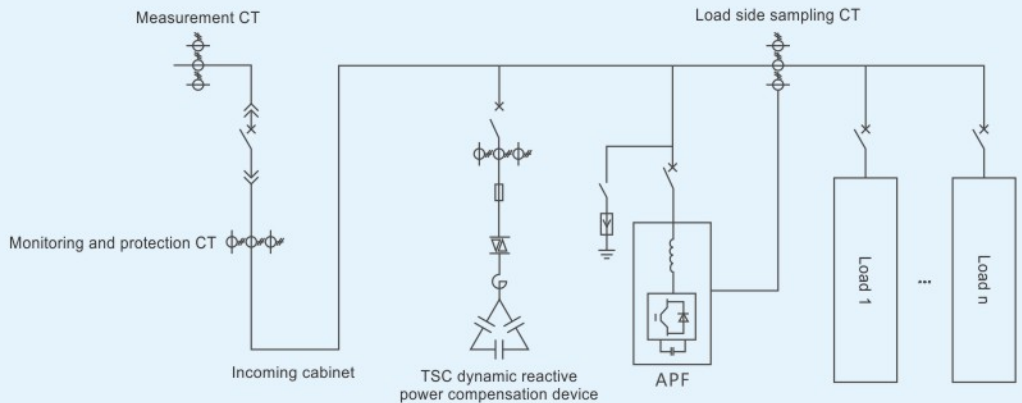 Measurement CT
Load side sampling CT
Monitoring and protection CT
Load 1
...
Load n
Incoming cabinet
TSC dynamic reactive
power compensation device
APF